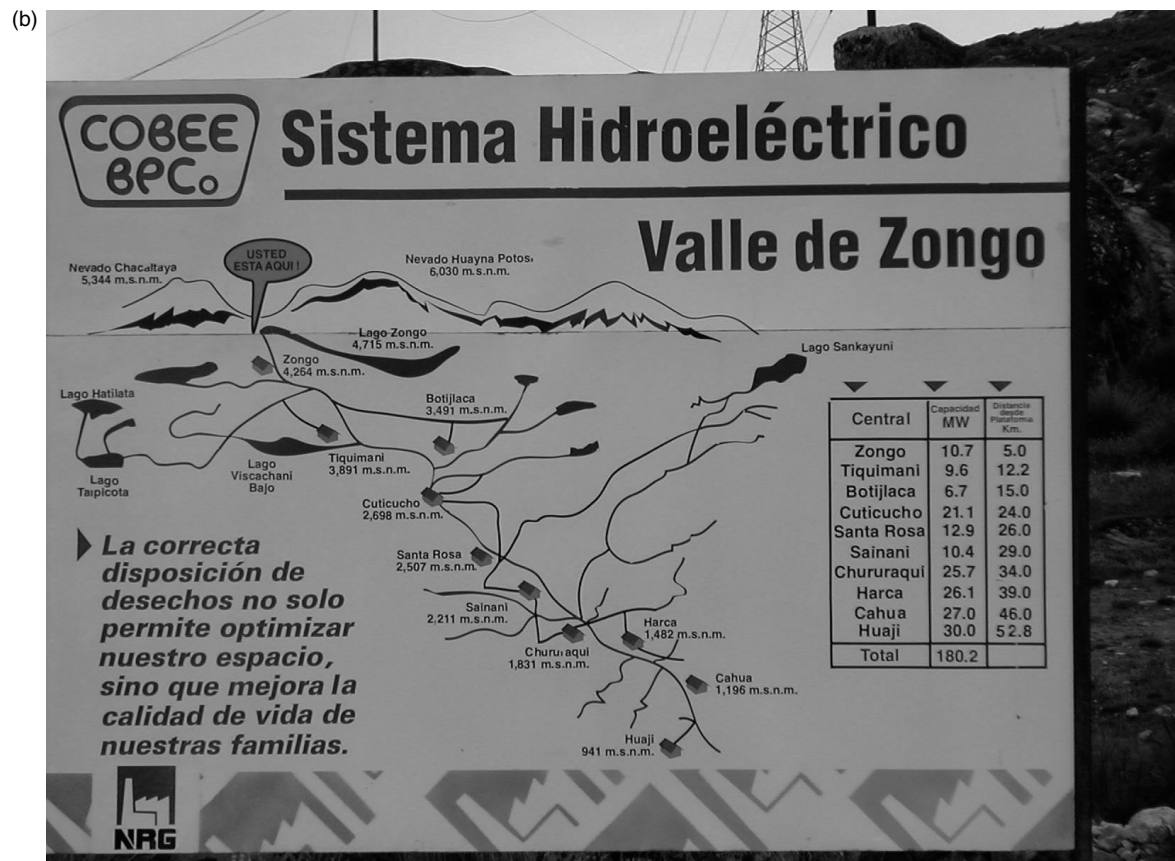 (b)
COBEE
BPCo
Sistema Hidroeléctrico
Valle de Zongo
USTED
ESTA AQUI !
Nevado Chacaltaya
5,344 m.s.n.m.
Nevado Huayna Potosi
6,030 m.s.n.m.
Lago Zongo
4,715 m.s.n.m.
Zongo
4,264 m.s.n.m.
Lago Sankayuni
Lago Hatilata
Botijlaca
3,491 m.s.n.m.
Lago
Taipicota
Lago
Viscachani
Bajo
Tiquimani
3,891 m.s.n.m.
Cuticucho
2,698 m.s.n.m.
Santa Rosa
2,507 m.s.n.m.
Sainani
2,211 m.s.n.m.
Chururaqui
1,831 m.s.n.m.
Harca
1,482 m.s.n.m.
Cahua
1,196 m.s.n.m.
Huaji
941 m.s.n.m.
Central Capacidad MW Distancia desde Plataforma Km.
Zongo 10.7 5.0
Tiquimani 9.6 12.2
Botijlaca 6.7 15.0
Cuticucho 21.1 24.0
Santa Rosa 12.9 26.0
Sainani 10.4 29.0
Chururaqui 25.7 34.0
Harca 26.1 39.0
Cahua 27.0 46.0
Huaji 30.0 52.8
Total 180.2
La correcta
disposición de
desechos no solo
permite optimizar
nuestro espacio,
sino que mejora la
calidad de vida de
nuestras familias.
NRG